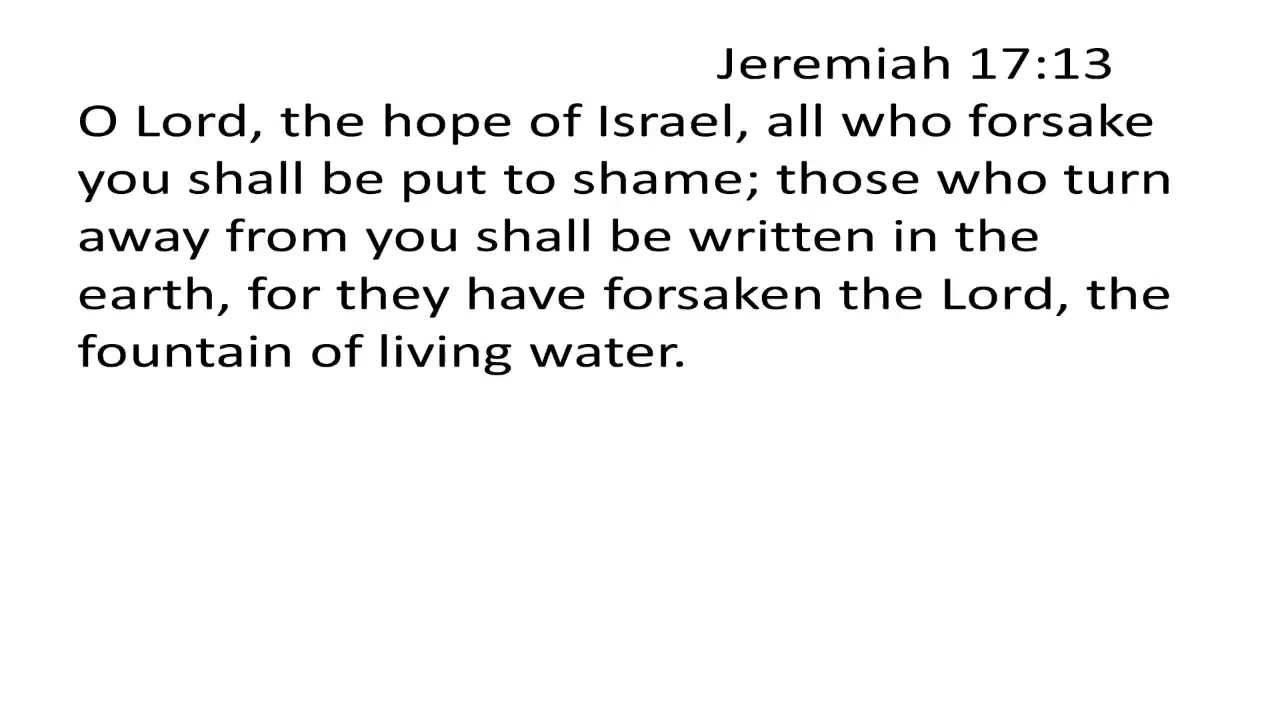 Jeremiah 17:13
O Lord, the hope of Israel, all who forsake
you shall be put to shame; those who turn
away from you shall be written in the
earth, for they have forsaken the Lord, the
fountain of living water.